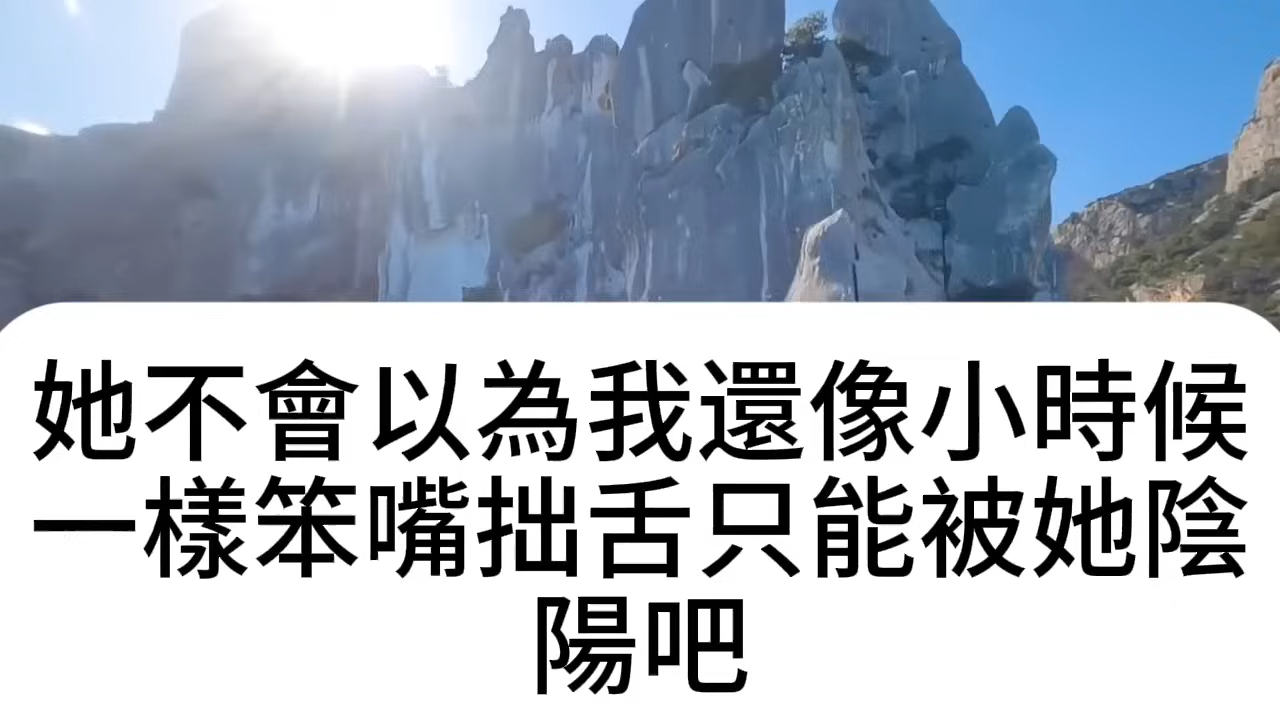 她不會以為我還像小時候
一樣笨嘴拙舌只能被她陰
陽吧